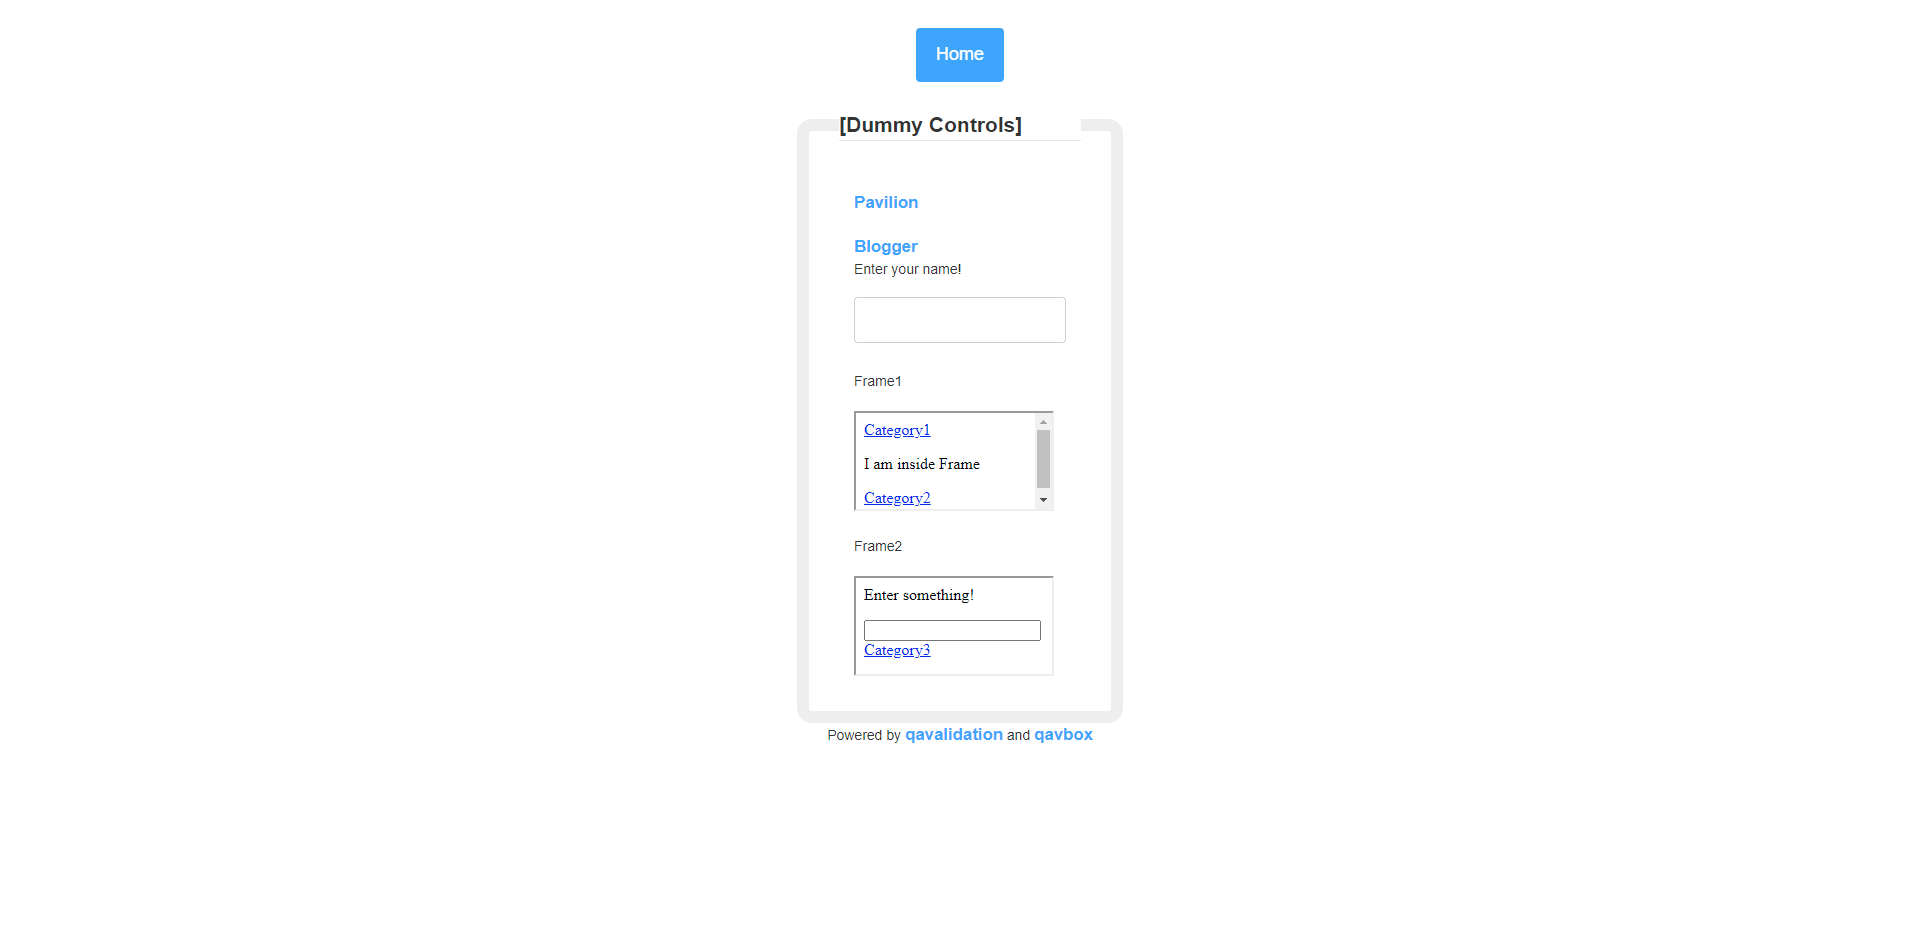 Home
[Dummy Controls]
Pavilion
Blogger
Enter your name!
Frame1
Category1
I am inside Frame
Category2
Frame2
Enter something!
Category3
Powered by qavalidation and qavbox